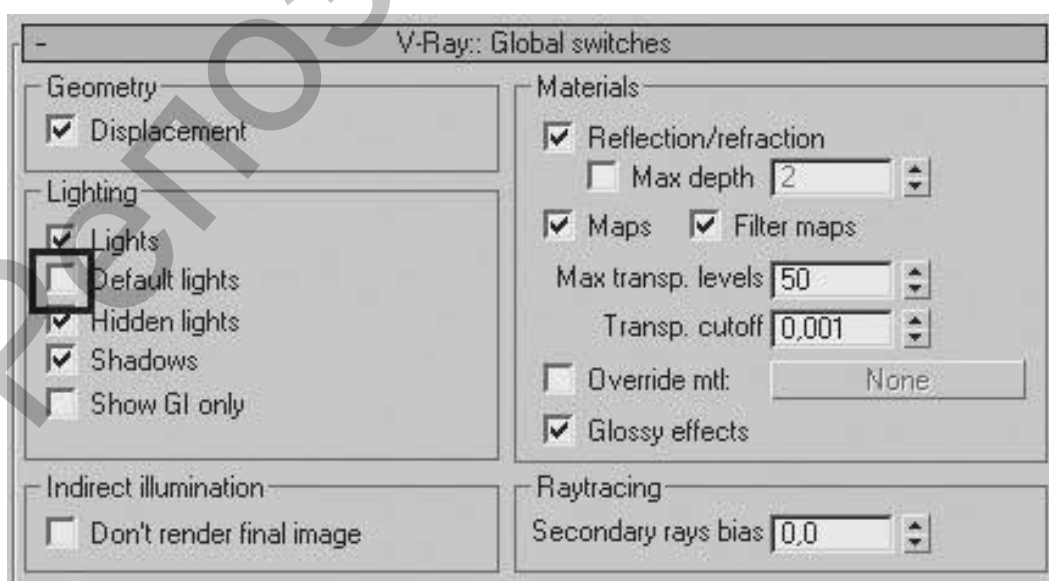 - V-Ray:: Global switches
Geometry
Displacement
Lighting
Lights
Default lights
Hidden lights
Shadows
Show GI only
Indirect illumination
Don't render final image
Materials
Reflection/refraction
Max depth 2
Maps Filter maps
Max transp. levels 50
Transp. cutoff 0,001
Override mtl: None
Glossy effects
Raytracing
Secondary rays bias 0,0